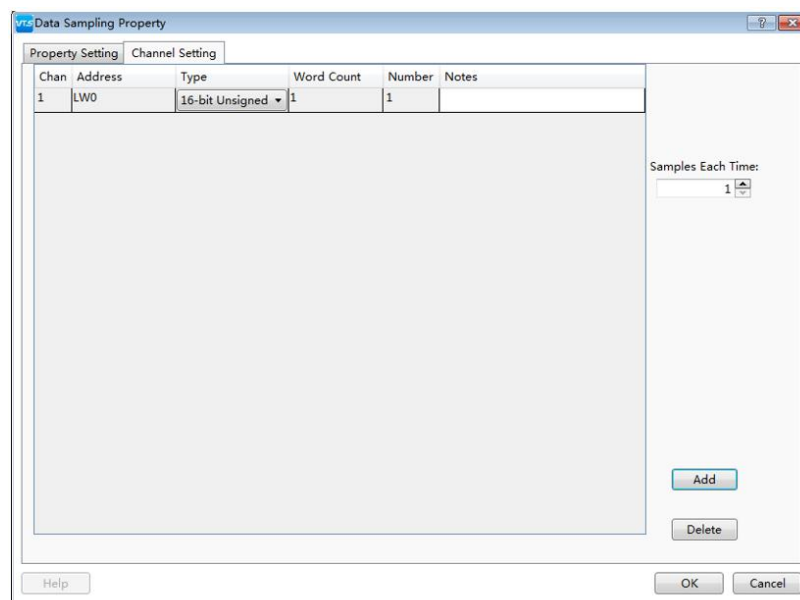 VTS Data Sampling Property
Property Setting Channel Setting
Chan Address Type Word Count Number Notes
1 LW0 16-bit Unsigned 1 1
Samples Each Time:
1
Add
Delete
Help OK Cancel